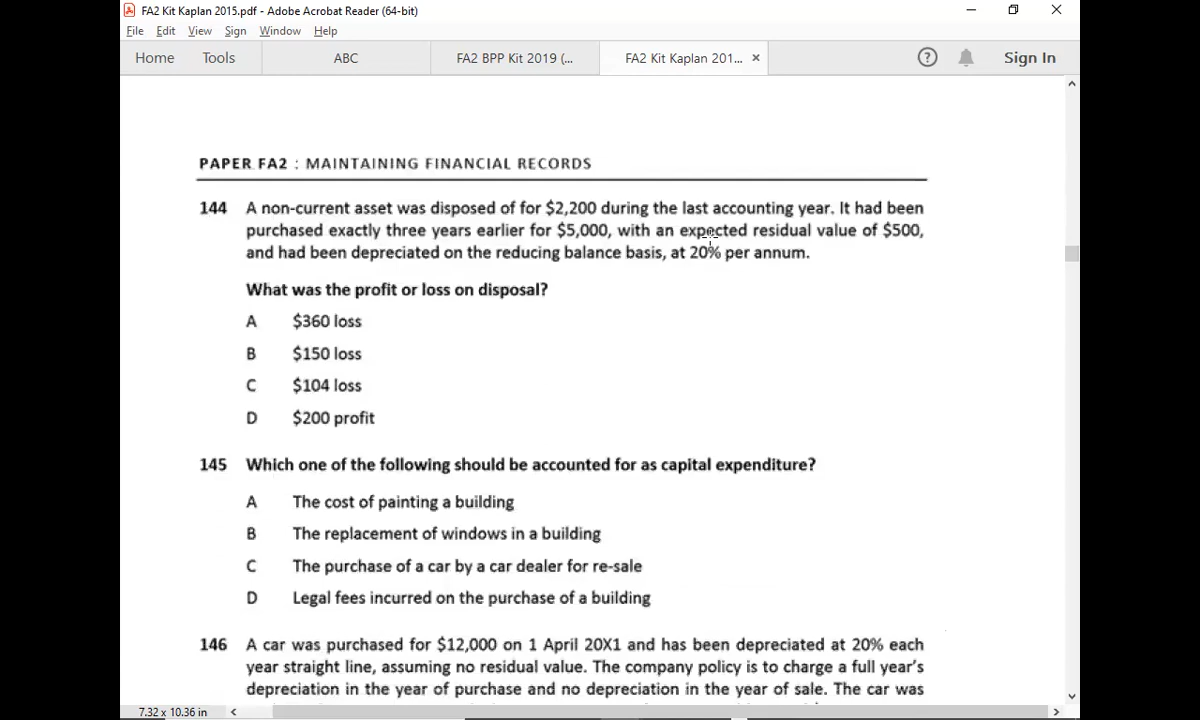 FA2 Kit Kaplan 2015.pdf - Adobe Acrobat Reader (64-bit)
File Edit View Sign Window Help
Home Tools ABC FA2 BPP Kit 2019 (... FA2 Kit Kaplan 201... × ? Sign In
PAPER FA2 : MAINTAINING FINANCIAL RECORDS
144 A non-current asset was disposed of for $2,200 during the last accounting year. It had been
purchased exactly three years earlier for $5,000, with an expected residual value of $500,
and had been depreciated on the reducing balance basis, at 20% per annum.
What was the profit or loss on disposal?
A $360 loss
B $150 loss
C $104 loss
D $200 profit
145 Which one of the following should be accounted for as capital expenditure?
A The cost of painting a building
B The replacement of windows in a building
C The purchase of a car by a car dealer for re-sale
D Legal fees incurred on the purchase of a building
146 A car was purchased for $12,000 on 1 April 20X1 and has been depreciated at 20% each
year straight line, assuming no residual value. The company policy is to charge a full year's
depreciation in the year of purchase and no depreciation in the year of sale. The car was
7.32 x 10.36 in